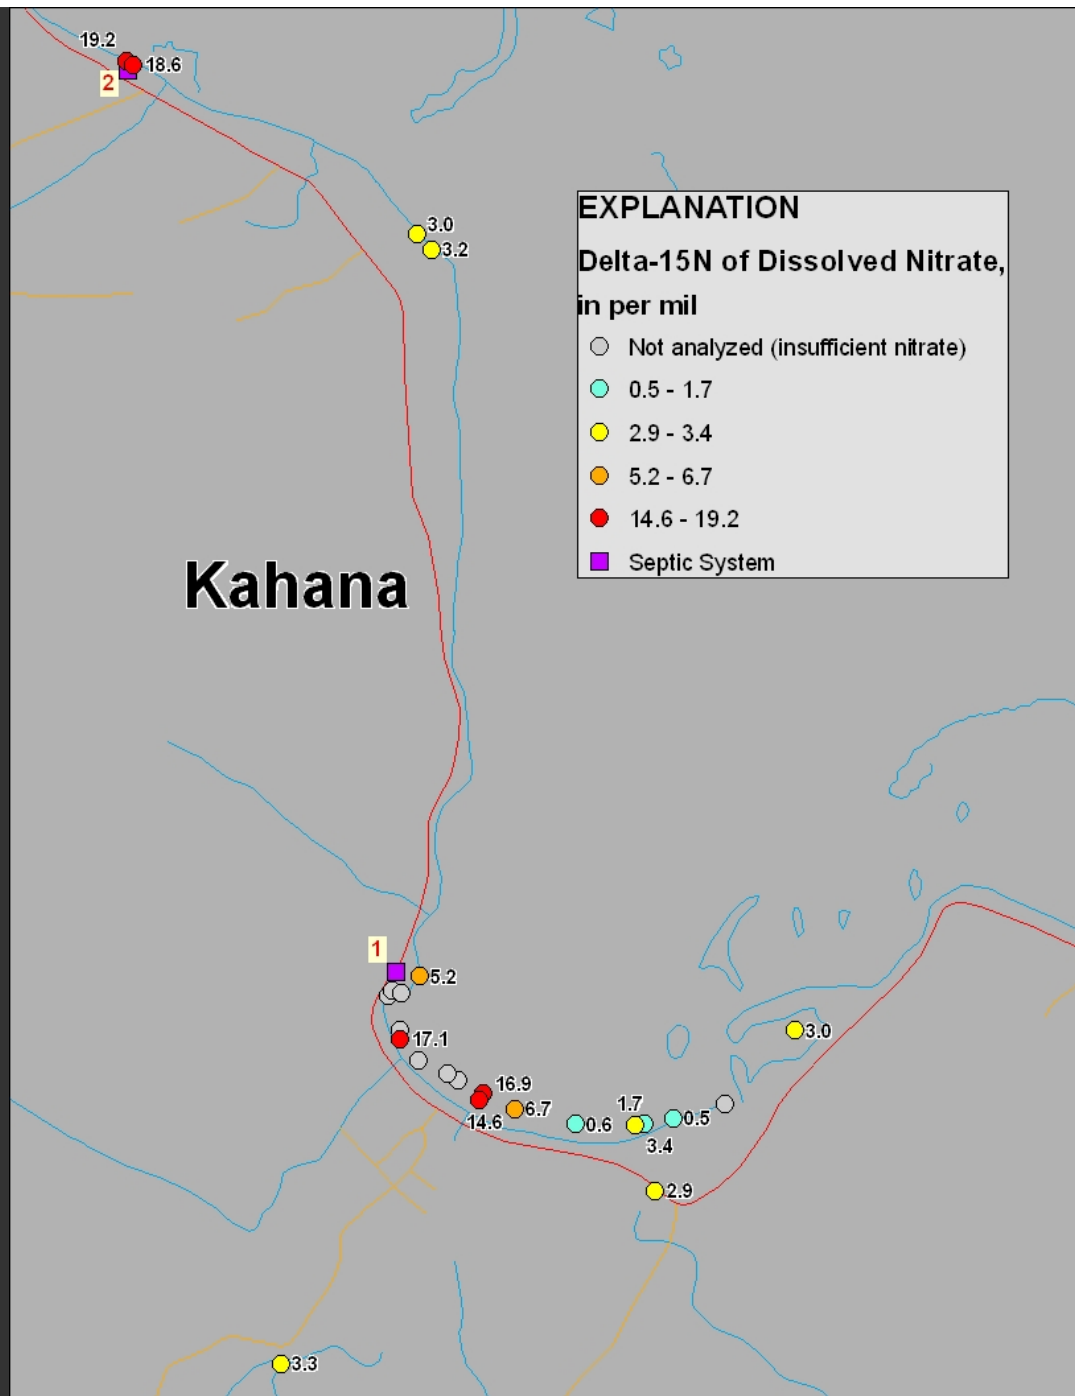 19.2
18.6
2
3.0
3.2
EXPLANATION
Delta-15N of Dissolved Nitrate,
in per mil
Not analyzed (insufficient nitrate)
0.5 - 1.7
2.9 - 3.4
5.2 - 6.7
14.6 - 19.2
Septic System
Kahana
1
5.2
3.0
17.1
16.9
14.6
6.7
0.6
1.7
3.4
0.5
2.9
3.3